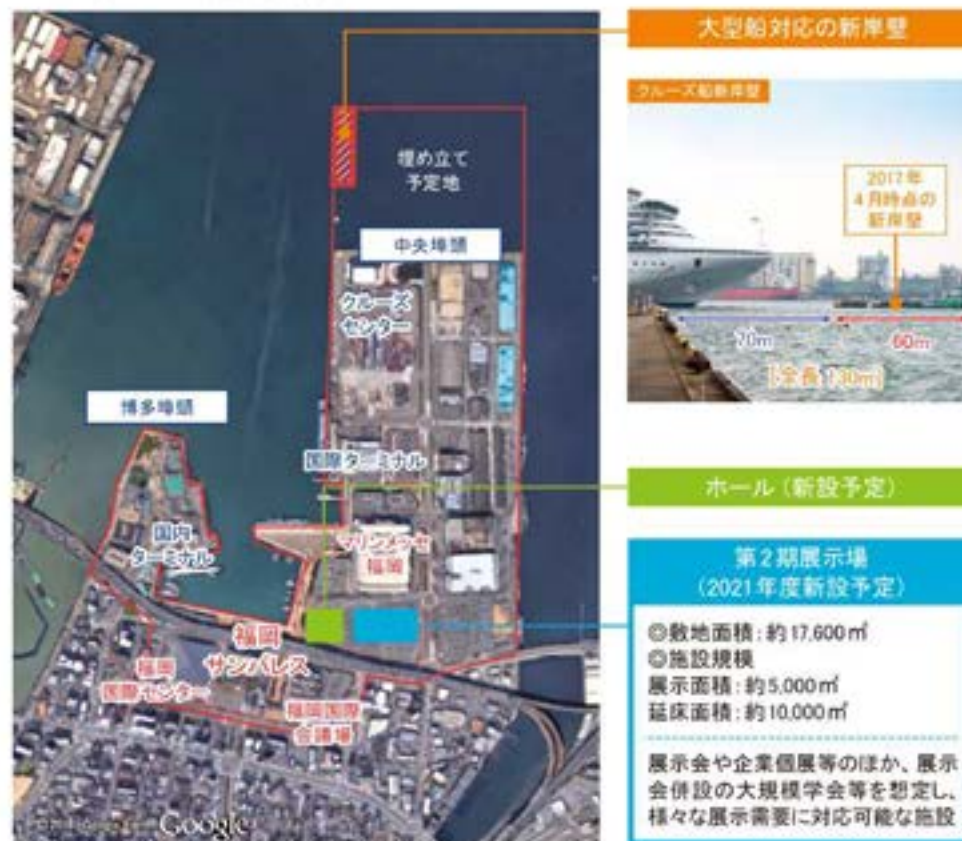 大型船対応の新岸壁
クルーズ船新岸壁
2017年
4月時点の
新岸壁
70m
60m
[全長130m]
埋め立て
予定地
中央埠頭
クルーズ
センター
博多埠頭
国際ターミナル
国内
ターミナル
マリンメッセ
福岡
福岡
サンパレス
福岡
国際センター
福岡国際
会議場
Google
ホール（新設予定）
第2期展示場
（2021年度新設予定）
◎敷地面積：約17,600㎡
◎施設規模
展示面積：約5,000㎡
延床面積：約10,000㎡
展示会や企業個展等のほか、展示
会併設の大規模学会等を想定し、
様々な展示需要に対応可能な施設